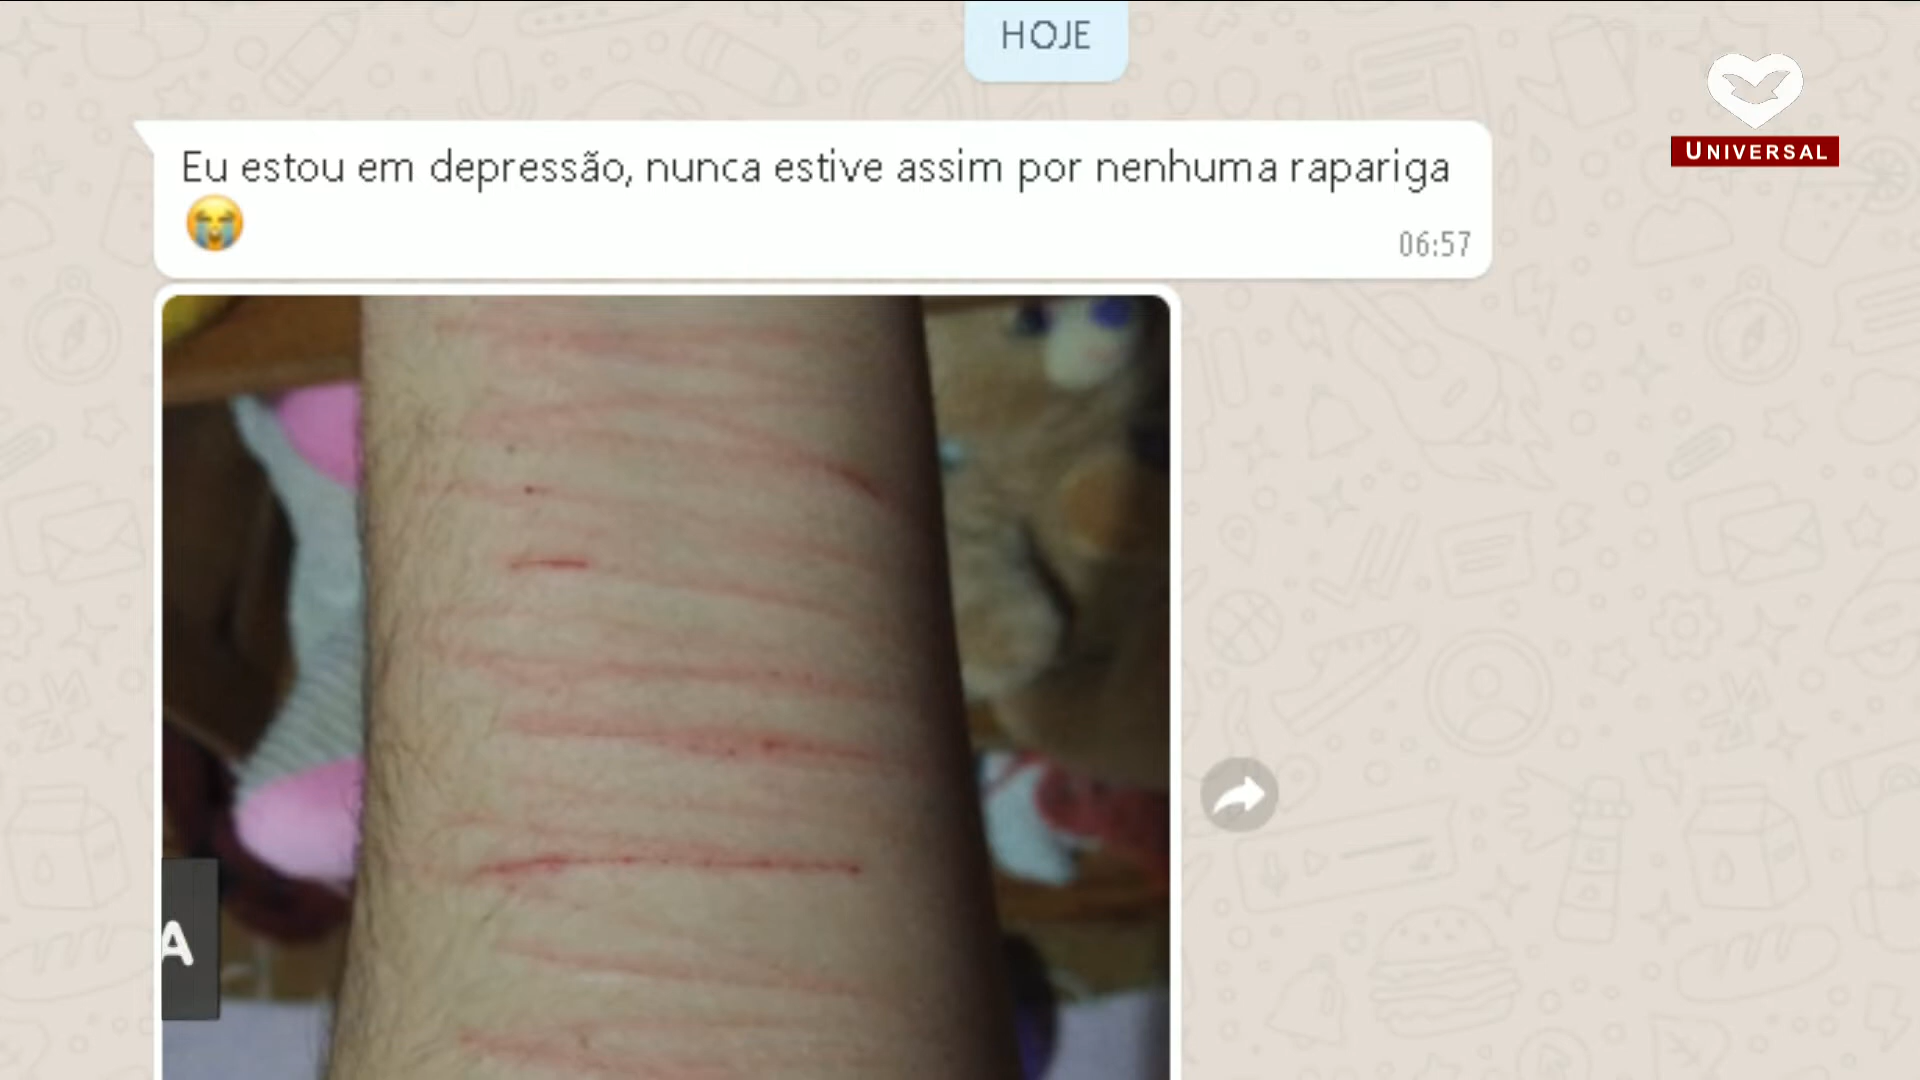 HOJE
UNIVERSAL
Eu estou em depressão, nunca estive assim por nenhuma rapariga
😭
06:57
A